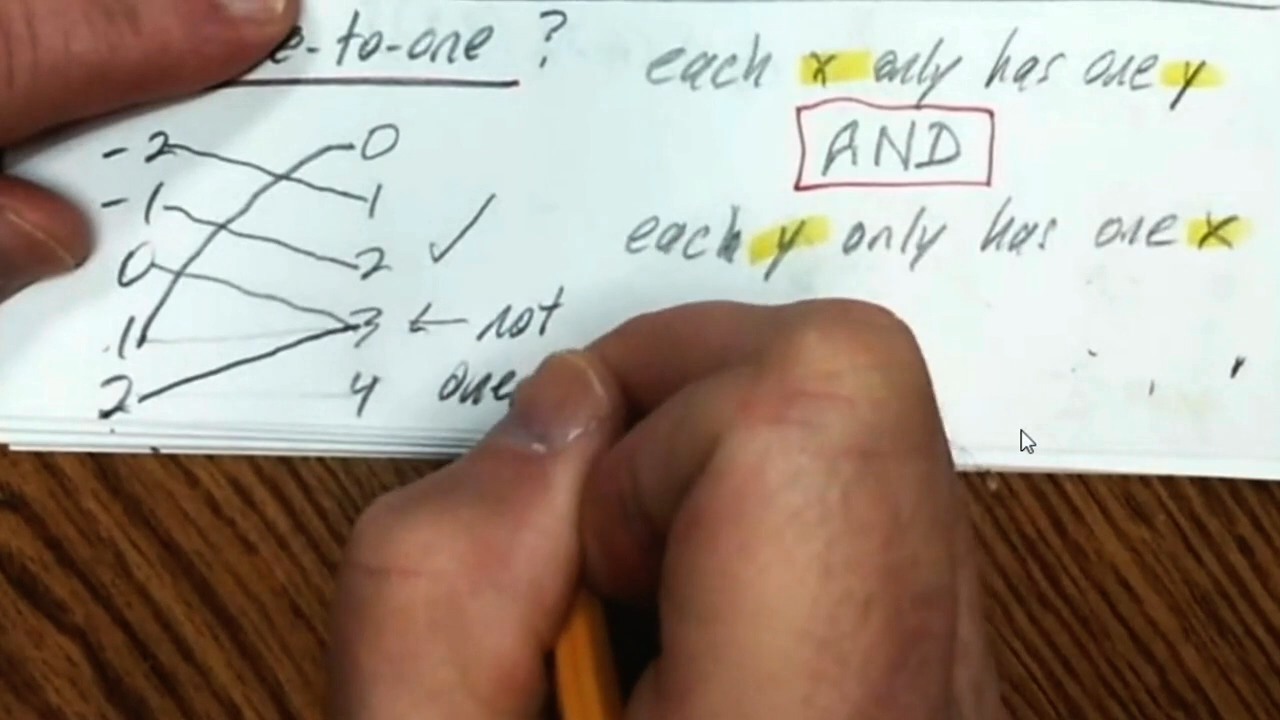 e-to-one ?
each x only has one y
AND
each y only has one x
-2 0
-1 1
0 2 ✓
1 3 ← not
2 4 one